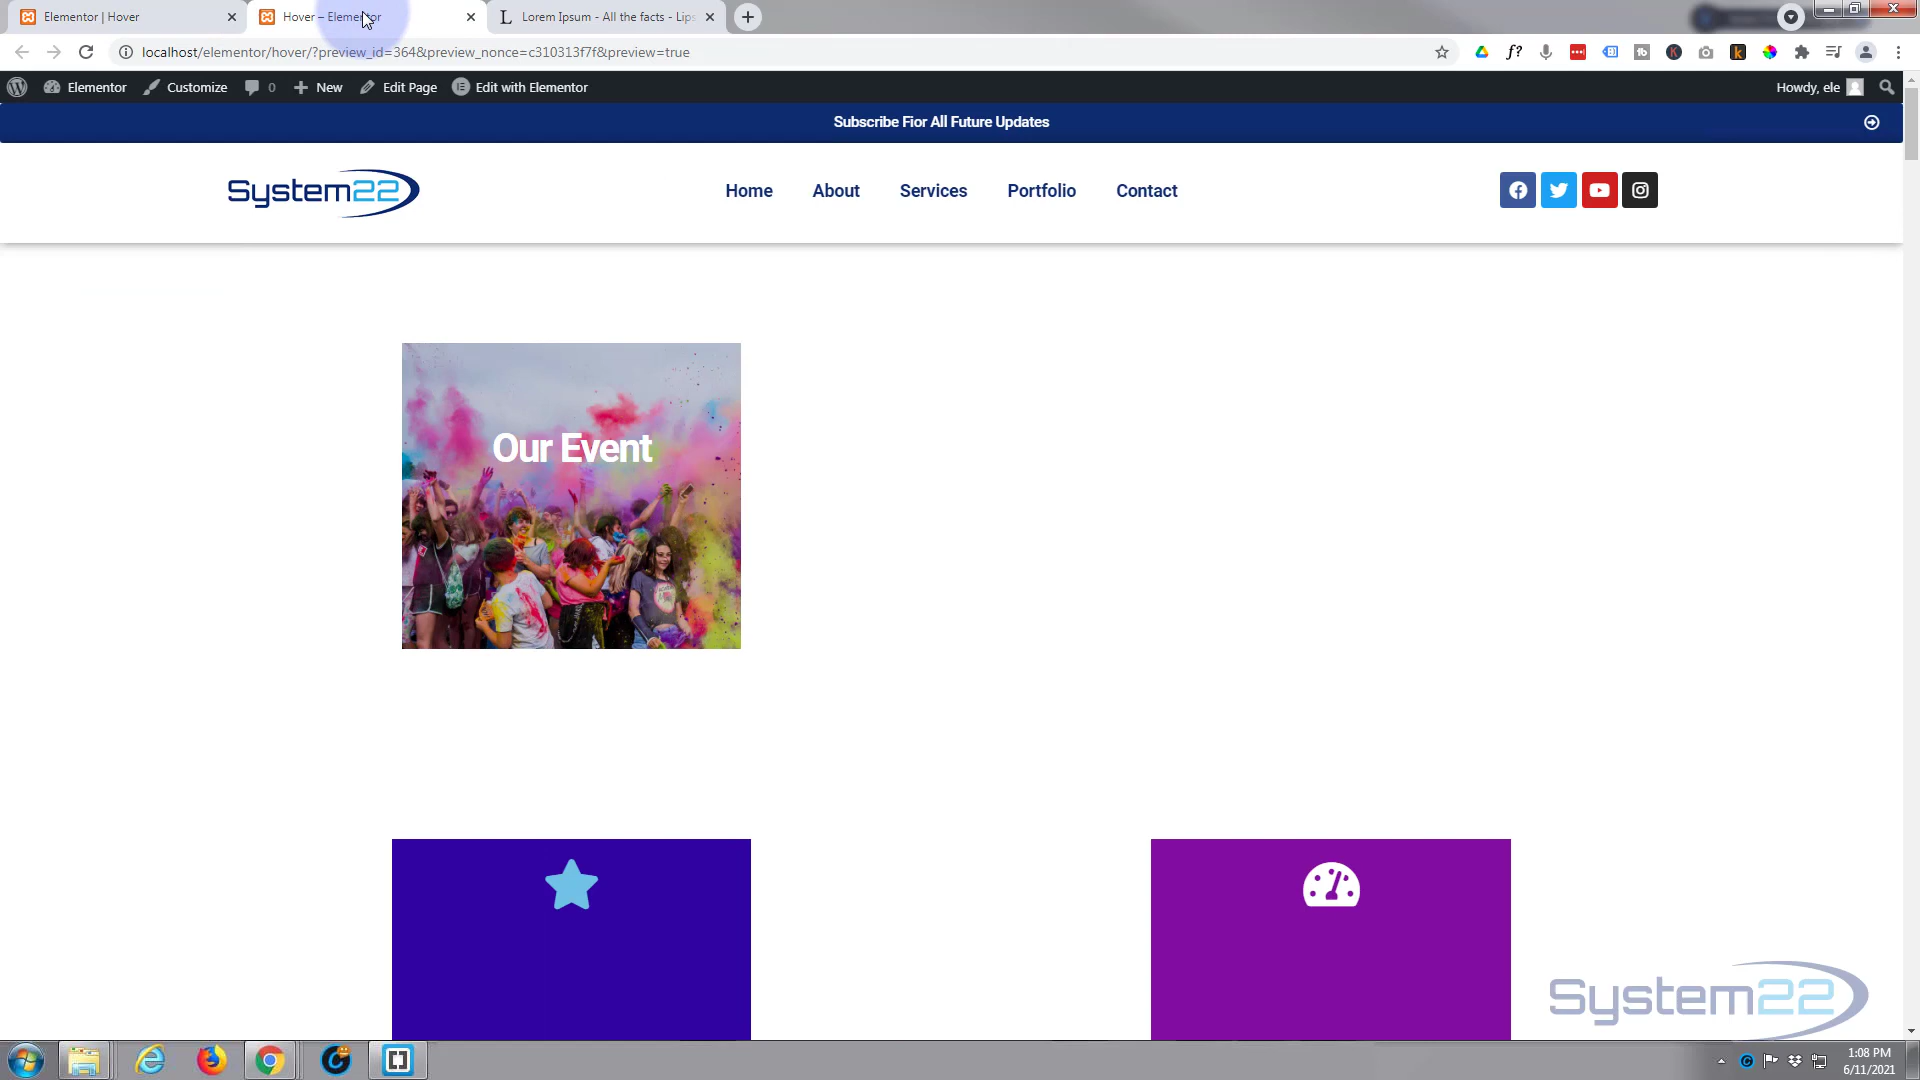 Elementor | Hover
Hover – Elementor
Lorem Ipsum - All the facts - Lips
localhost/elementor/hover/?preview_id=364&preview_nonce=c310313f7f&preview=true
Elementor
Customize
0
New
Edit Page
Edit with Elementor
Howdy, ele
Subscribe Fior All Future Updates
System22
Home
About
Services
Portfolio
Contact
Our Event
System22
1:08 PM
6/11/2021